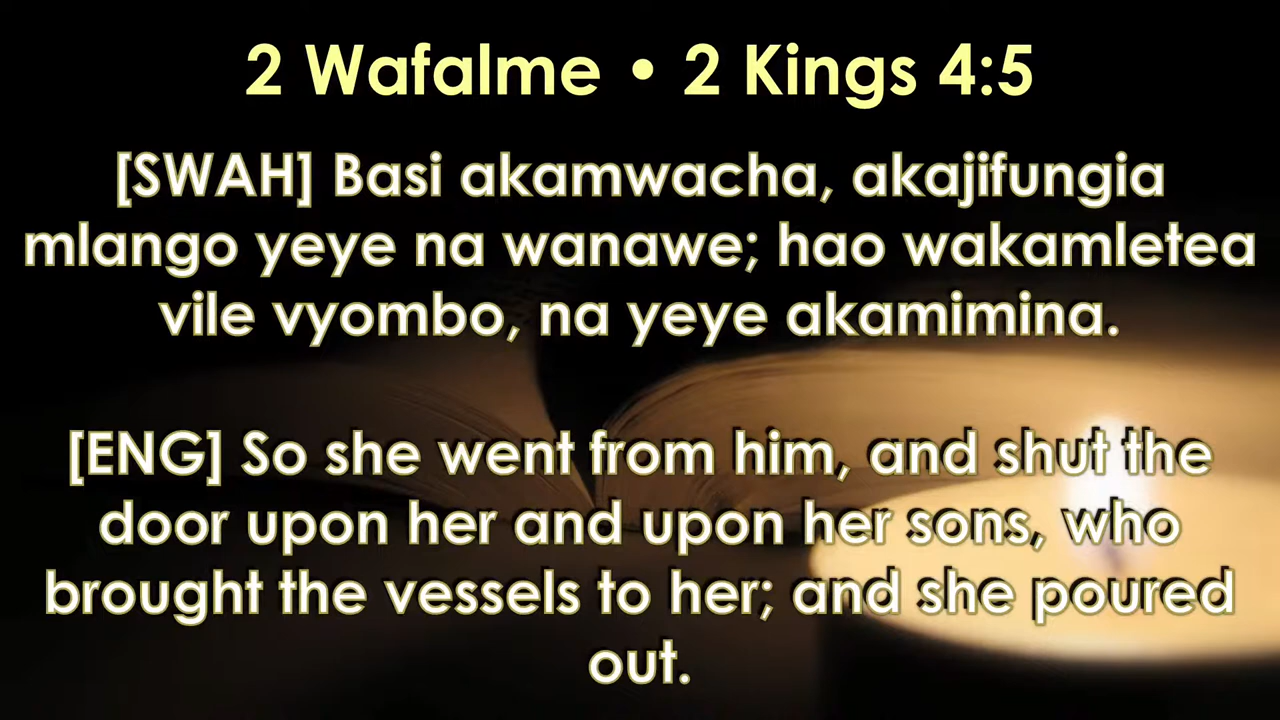 2 Wafalme • 2 Kings 4:5
[SWAH] Basi akamwacha, akajifungia
mlango yeye na wanawe; hao wakamletea
vile vyombo, na yeye akamimina.
[ENG] So she went from him, and shut the
door upon her and upon her sons, who
brought the vessels to her; and she poured
out.